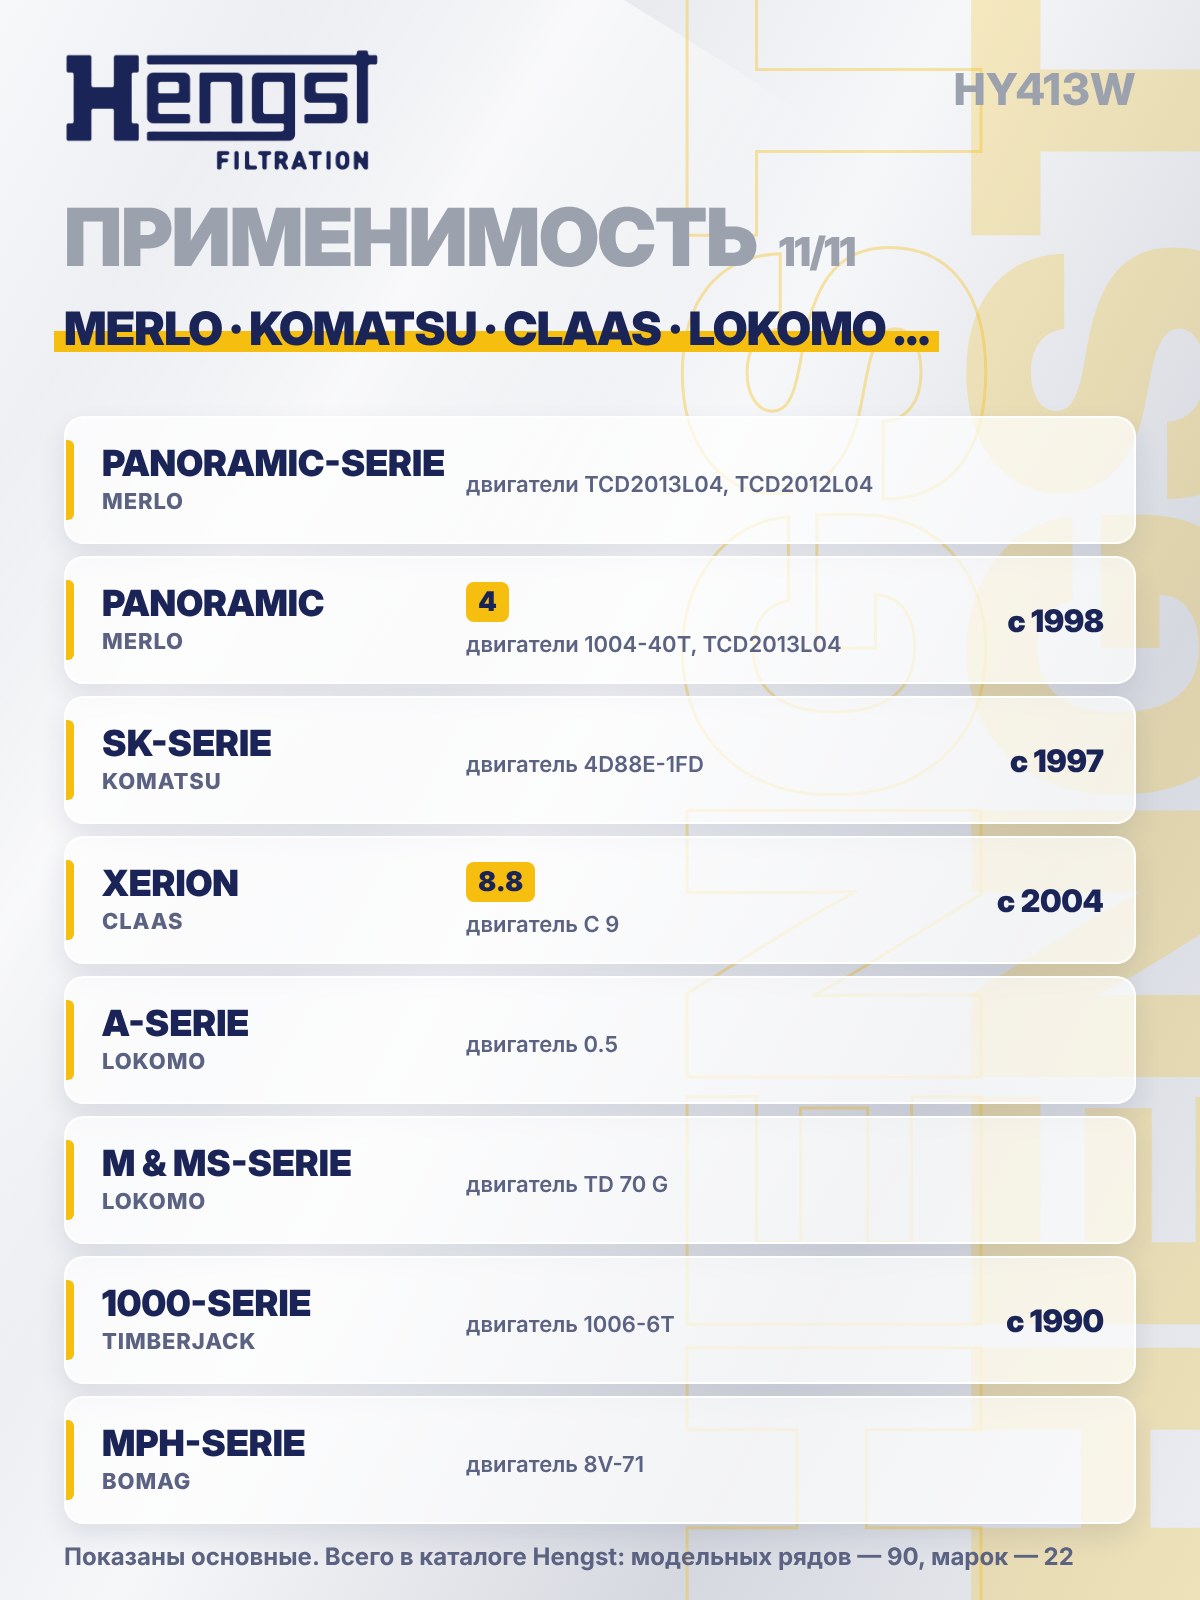 Hengst
FILTRATION
HY413W
ПРИМЕНИМОСТЬ 11/11
MERLO · KOMATSU · CLAAS · LOKOMO ...
PANORAMIC-SERIE
MERLO
двигатели TCD2013L04, TCD2012L04
PANORAMIC
MERLO
4
двигатели 1004-40T, TCD2013L04
с 1998
SK-SERIE
KOMATSU
двигатель 4D88E-1FD
с 1997
XERION
CLAAS
8.8
двигатель C 9
с 2004
A-SERIE
LOKOMO
двигатель 0.5
M & MS-SERIE
LOKOMO
двигатель TD 70 G
1000-SERIE
TIMBERJACK
двигатель 1006-6T
с 1990
MPH-SERIE
BOMAG
двигатель 8V-71
Показаны основные. Всего в каталоге Hengst: модельных рядов — 90, марок — 22
HENGST
HENGST